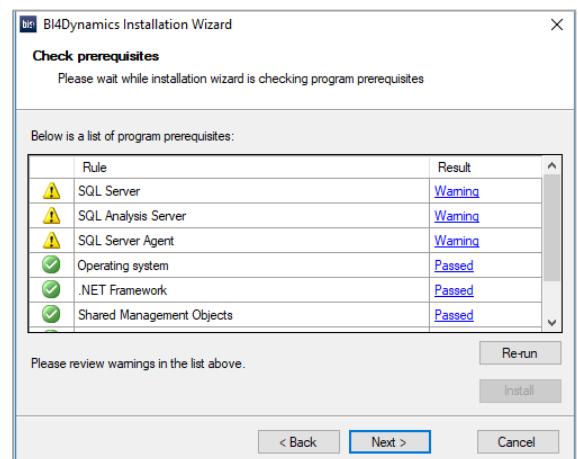 bi4 BI4Dynamics Installation Wizard
Check prerequisites
Please wait while installation wizard is checking program prerequisites
Below is a list of program prerequisites:
Rule Result
SQL Server Warning
SQL Analysis Server Warning
SQL Server Agent Warning
Operating system Passed
.NET Framework Passed
Shared Management Objects Passed
Please review warnings in the list above.
Re-run
Install
< Back Next > Cancel